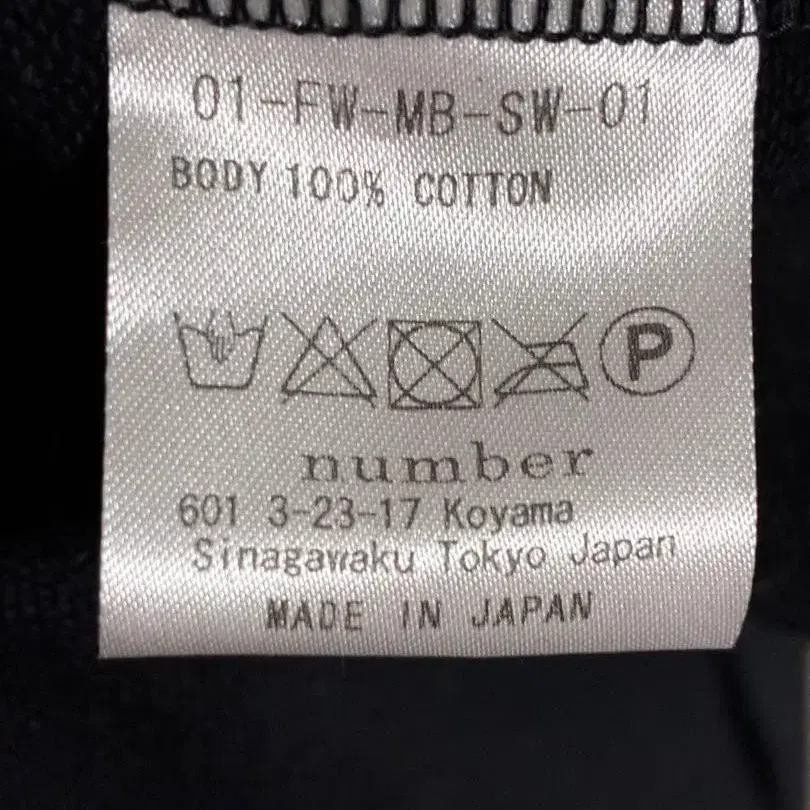 01-FW-MB-SW-01
BODY 100% COTTON
P
number
601 3-23-17 Koyama
Sinagawaku Tokyo Japan
MADE IN JAPAN